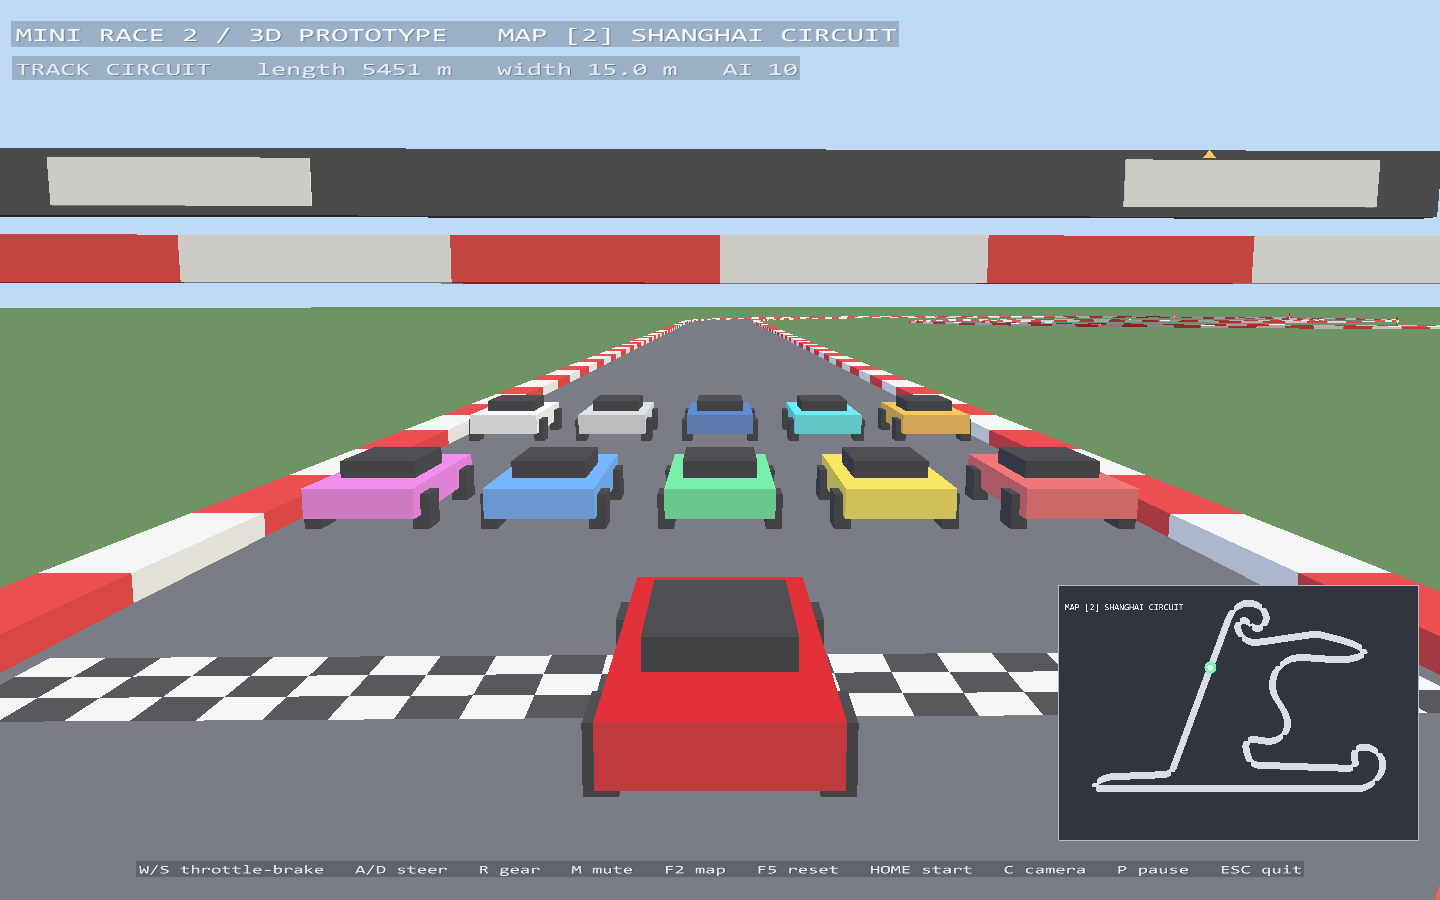 MINI RACE 2 / 3D PROTOTYPE MAP [2] SHANGHAI CIRCUIT
TRACK CIRCUIT length 5451 m width 15.0 m AI 10
MAP [2] SHANGHAI CIRCUIT
W/S throttle-brake A/D steer R gear M mute F2 map F5 reset HOME start C camera P pause ESC quit